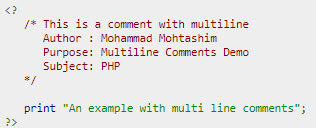 <?
/* This is a comment with multiline
Author : Mohammad Mohtashim
Purpose: Multiline Comments Demo
Subject: PHP
*/
print "An example with multi line comments";
?>